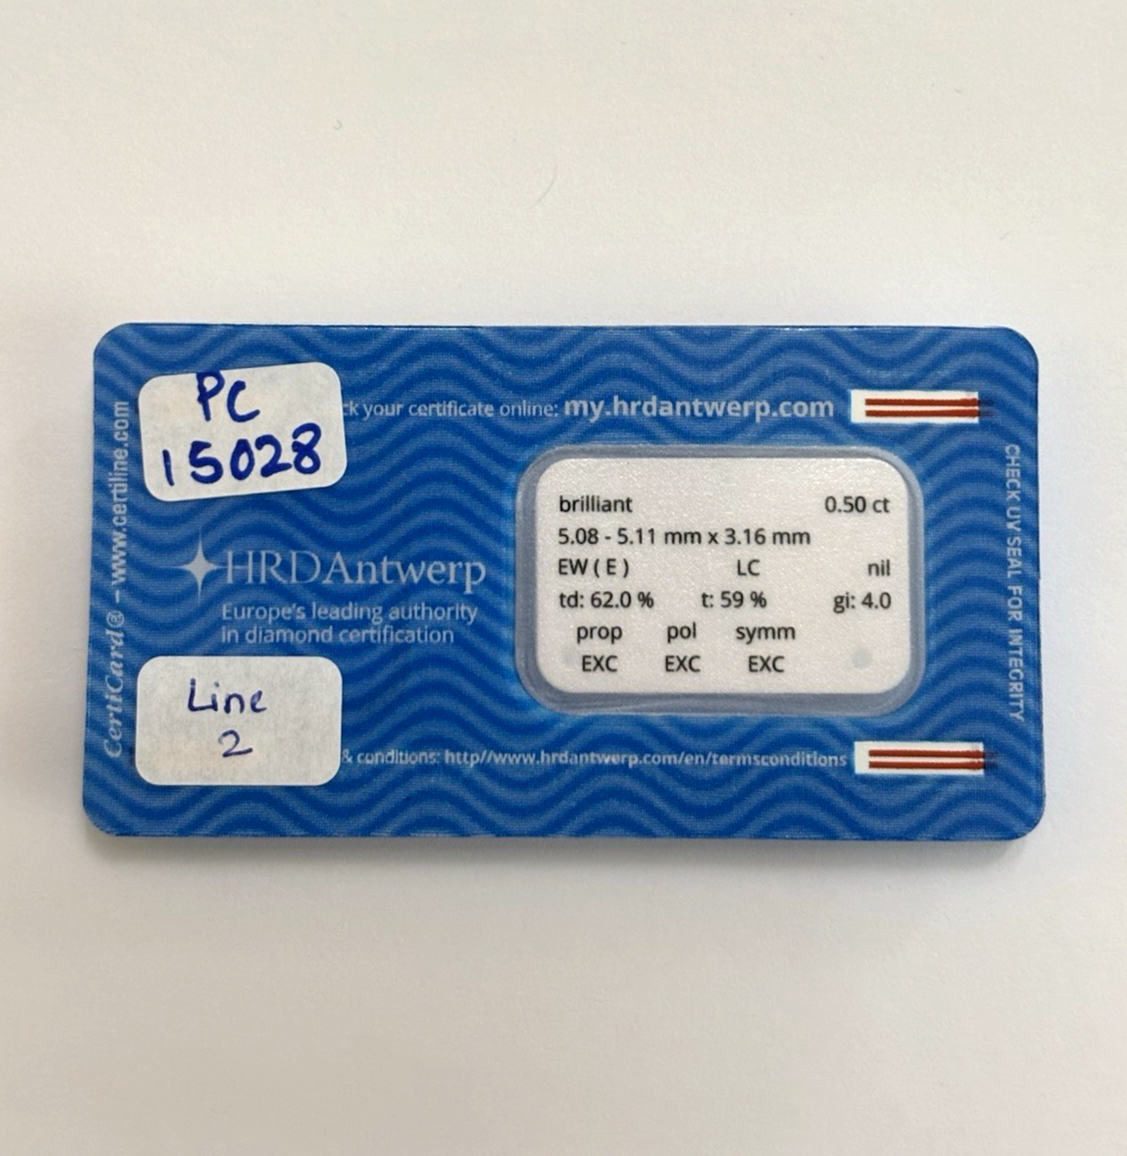 PC
15028
ck your certificate online: my.hrdantwerp.com
CertiCard® – www.certiline.com
HRDAntwerp
Europe's leading authority
in diamond certification
Line
2
brilliant 0.50 ct
5.08 - 5.11 mm x 3.16 mm
EW ( E ) LC nil
td: 62.0 % t: 59 % gi: 4.0
prop pol symm
EXC EXC EXC
& conditions: http//www.hrdantwerp.com/en/termsconditions
CHECK UV SEAL FOR INTEGRITY